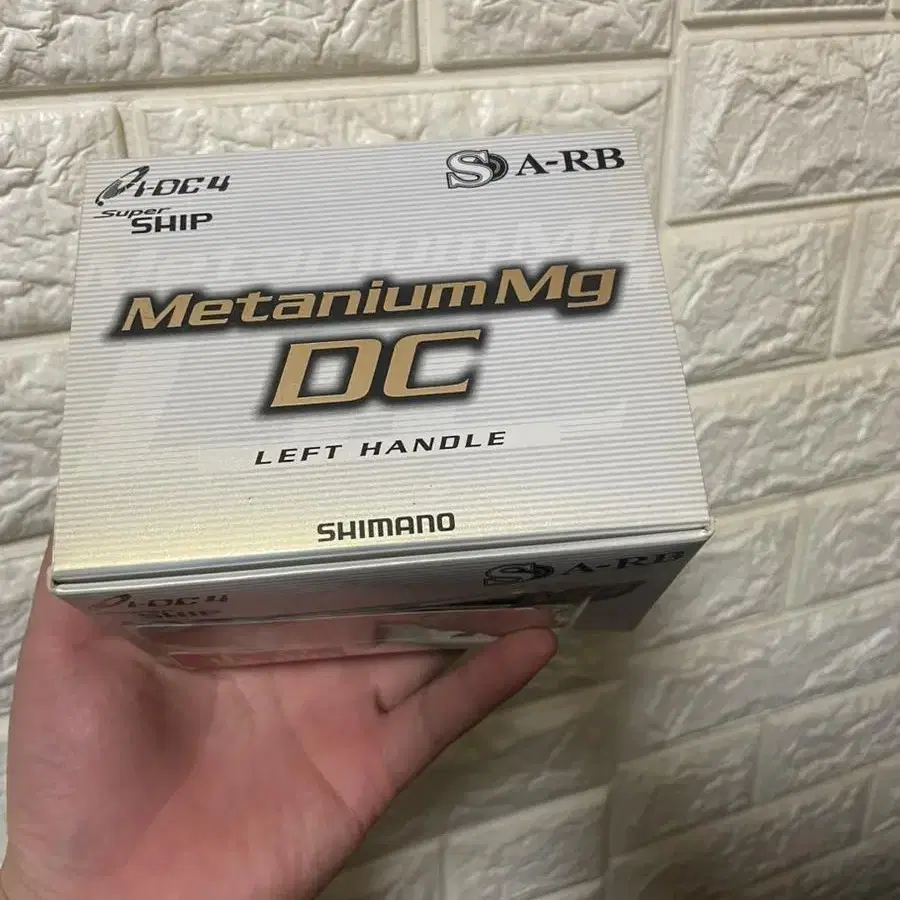 I-DC4
S A-RB
Super
SHIP
Metanium Mg
DC
LEFT HANDLE
SHIMANO
S A-RB
I-DC4
SHIP